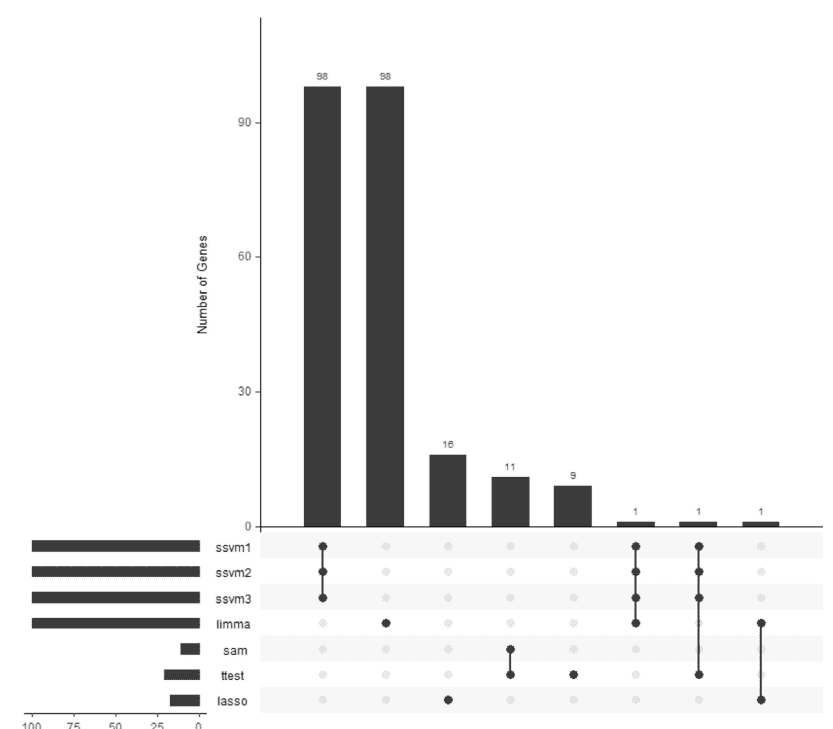 98 98
90
60
Number of Genes
30
16
11
9
1 1 1
0
ssvm1
ssvm2
ssvm3
limma
sam
ttest
lasso
100 75 50 25 0